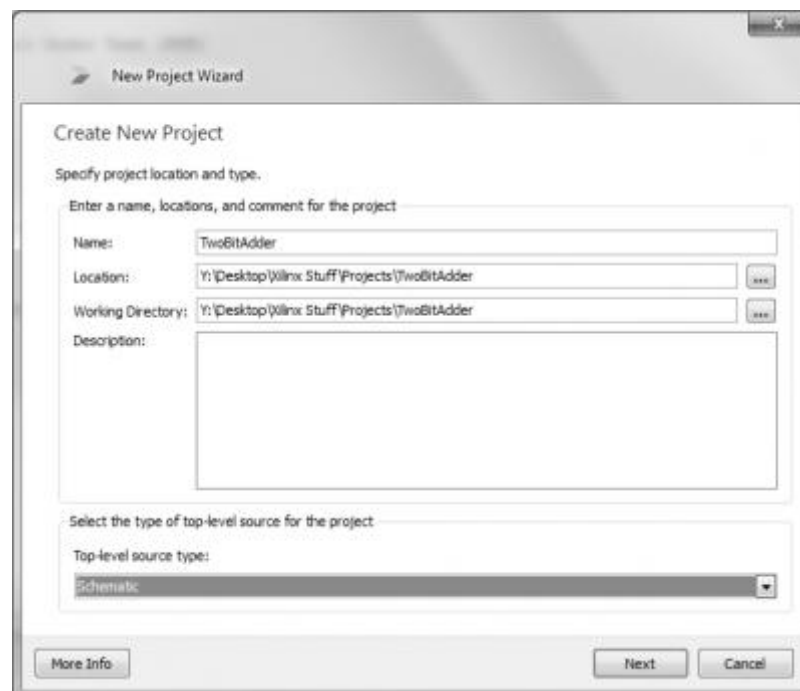 New Project Wizard
Create New Project
Specify project location and type.
Enter a name, locations, and comment for the project
Name: TwoBitAdder
Location: Y:\Desktop\Xilinx Stuff\Projects\TwoBitAdder ...
Working Directory: Y:\Desktop\Xilinx Stuff\Projects\TwoBitAdder ...
Description:
Select the type of top-level source for the project
Top-level source type:
Schematic
More Info Next Cancel